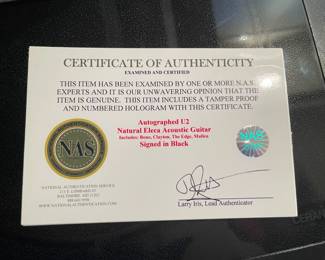 CERTIFICATE OF AUTHENTICITY
EXAMINED AND CERTIFIED
THIS ITEM HAS BEEN EXAMINED BY ONE OR MORE N.A.S.
EXPERTS AND IT IS OUR UNWAVERING OPINION THAT THE
ITEM IS GENUINE. THIS ITEM INCLUDES A TAMPER PROOF
AND NUMBERED HOLOGRAM WITH THIS CERTIFICATE.
Autographed U2
Natural Eleca Acoustic Guitar
Includes: Bono, Clayton, The Edge, Mullen
Signed in Black
NAS
NAS
NATIONAL AUTHENTICATION SERVICE
WWW.NATIONALAUTHENTICATION.COM
Larry Iris, Lead Authenticator